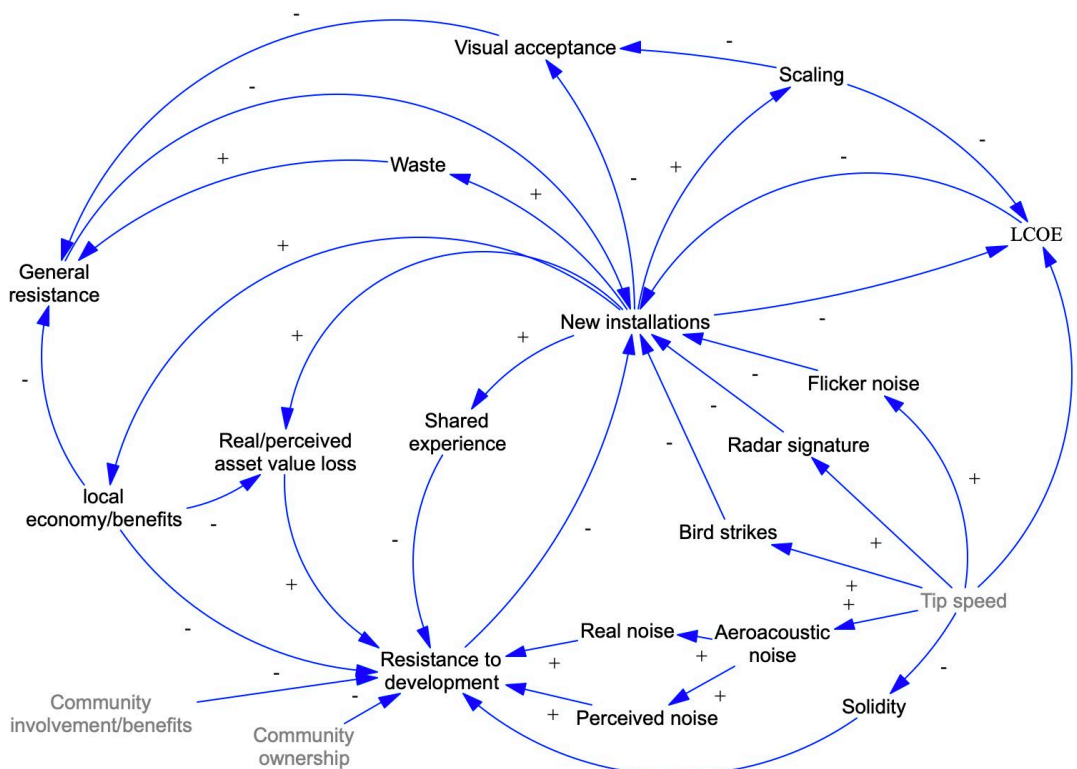 -
Visual acceptance
-
Scaling
-
-
-
+
Waste
+
-
+
+
LCOE
General
resistance
New installations
-
+
+
-
Flicker noise
-
-
Shared
experience
Real/perceived
asset value loss
Radar signature
-
+
local
economy/benefits
-
-
-
Bird strikes
+
+
+
+
Tip speed
-
Real noise
Aeroacoustic
noise
Resistance to
development
+
+
-
-
-
Community
involvement/benefits
+
+
Perceived noise
Solidity
Community
ownership